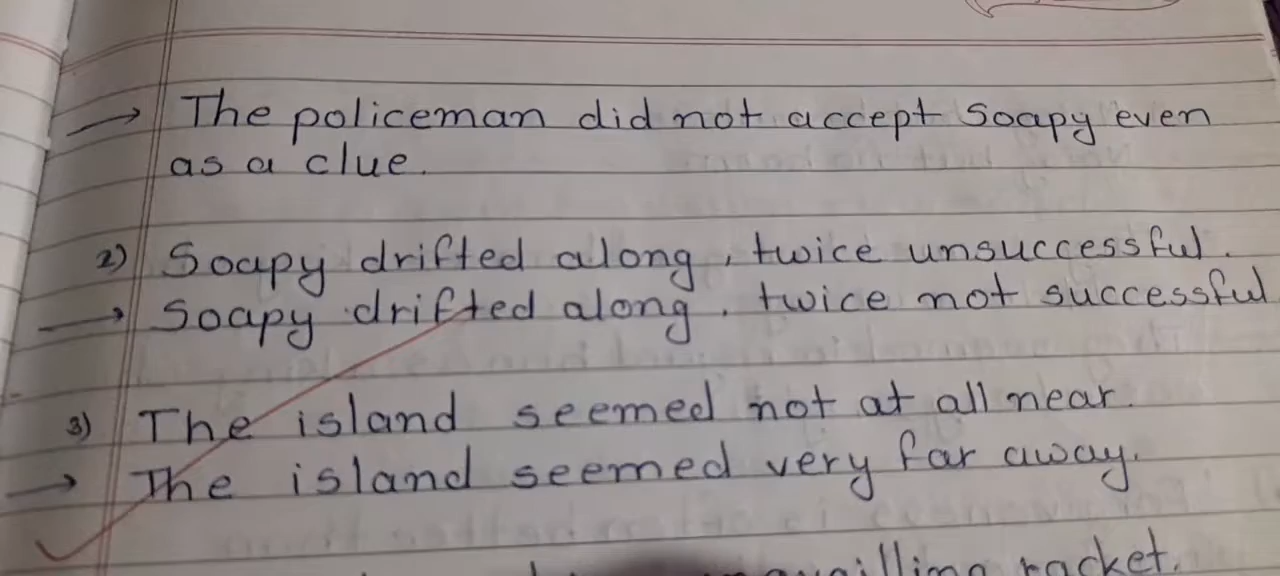 → The policeman did not accept Soapy even
as a clue.
2) Soapy drifted along, twice unsuccessful.
→ Soapy drifted along, twice not successful
3) The island seemed not at all near.
→ The island seemed very far away.
racket.